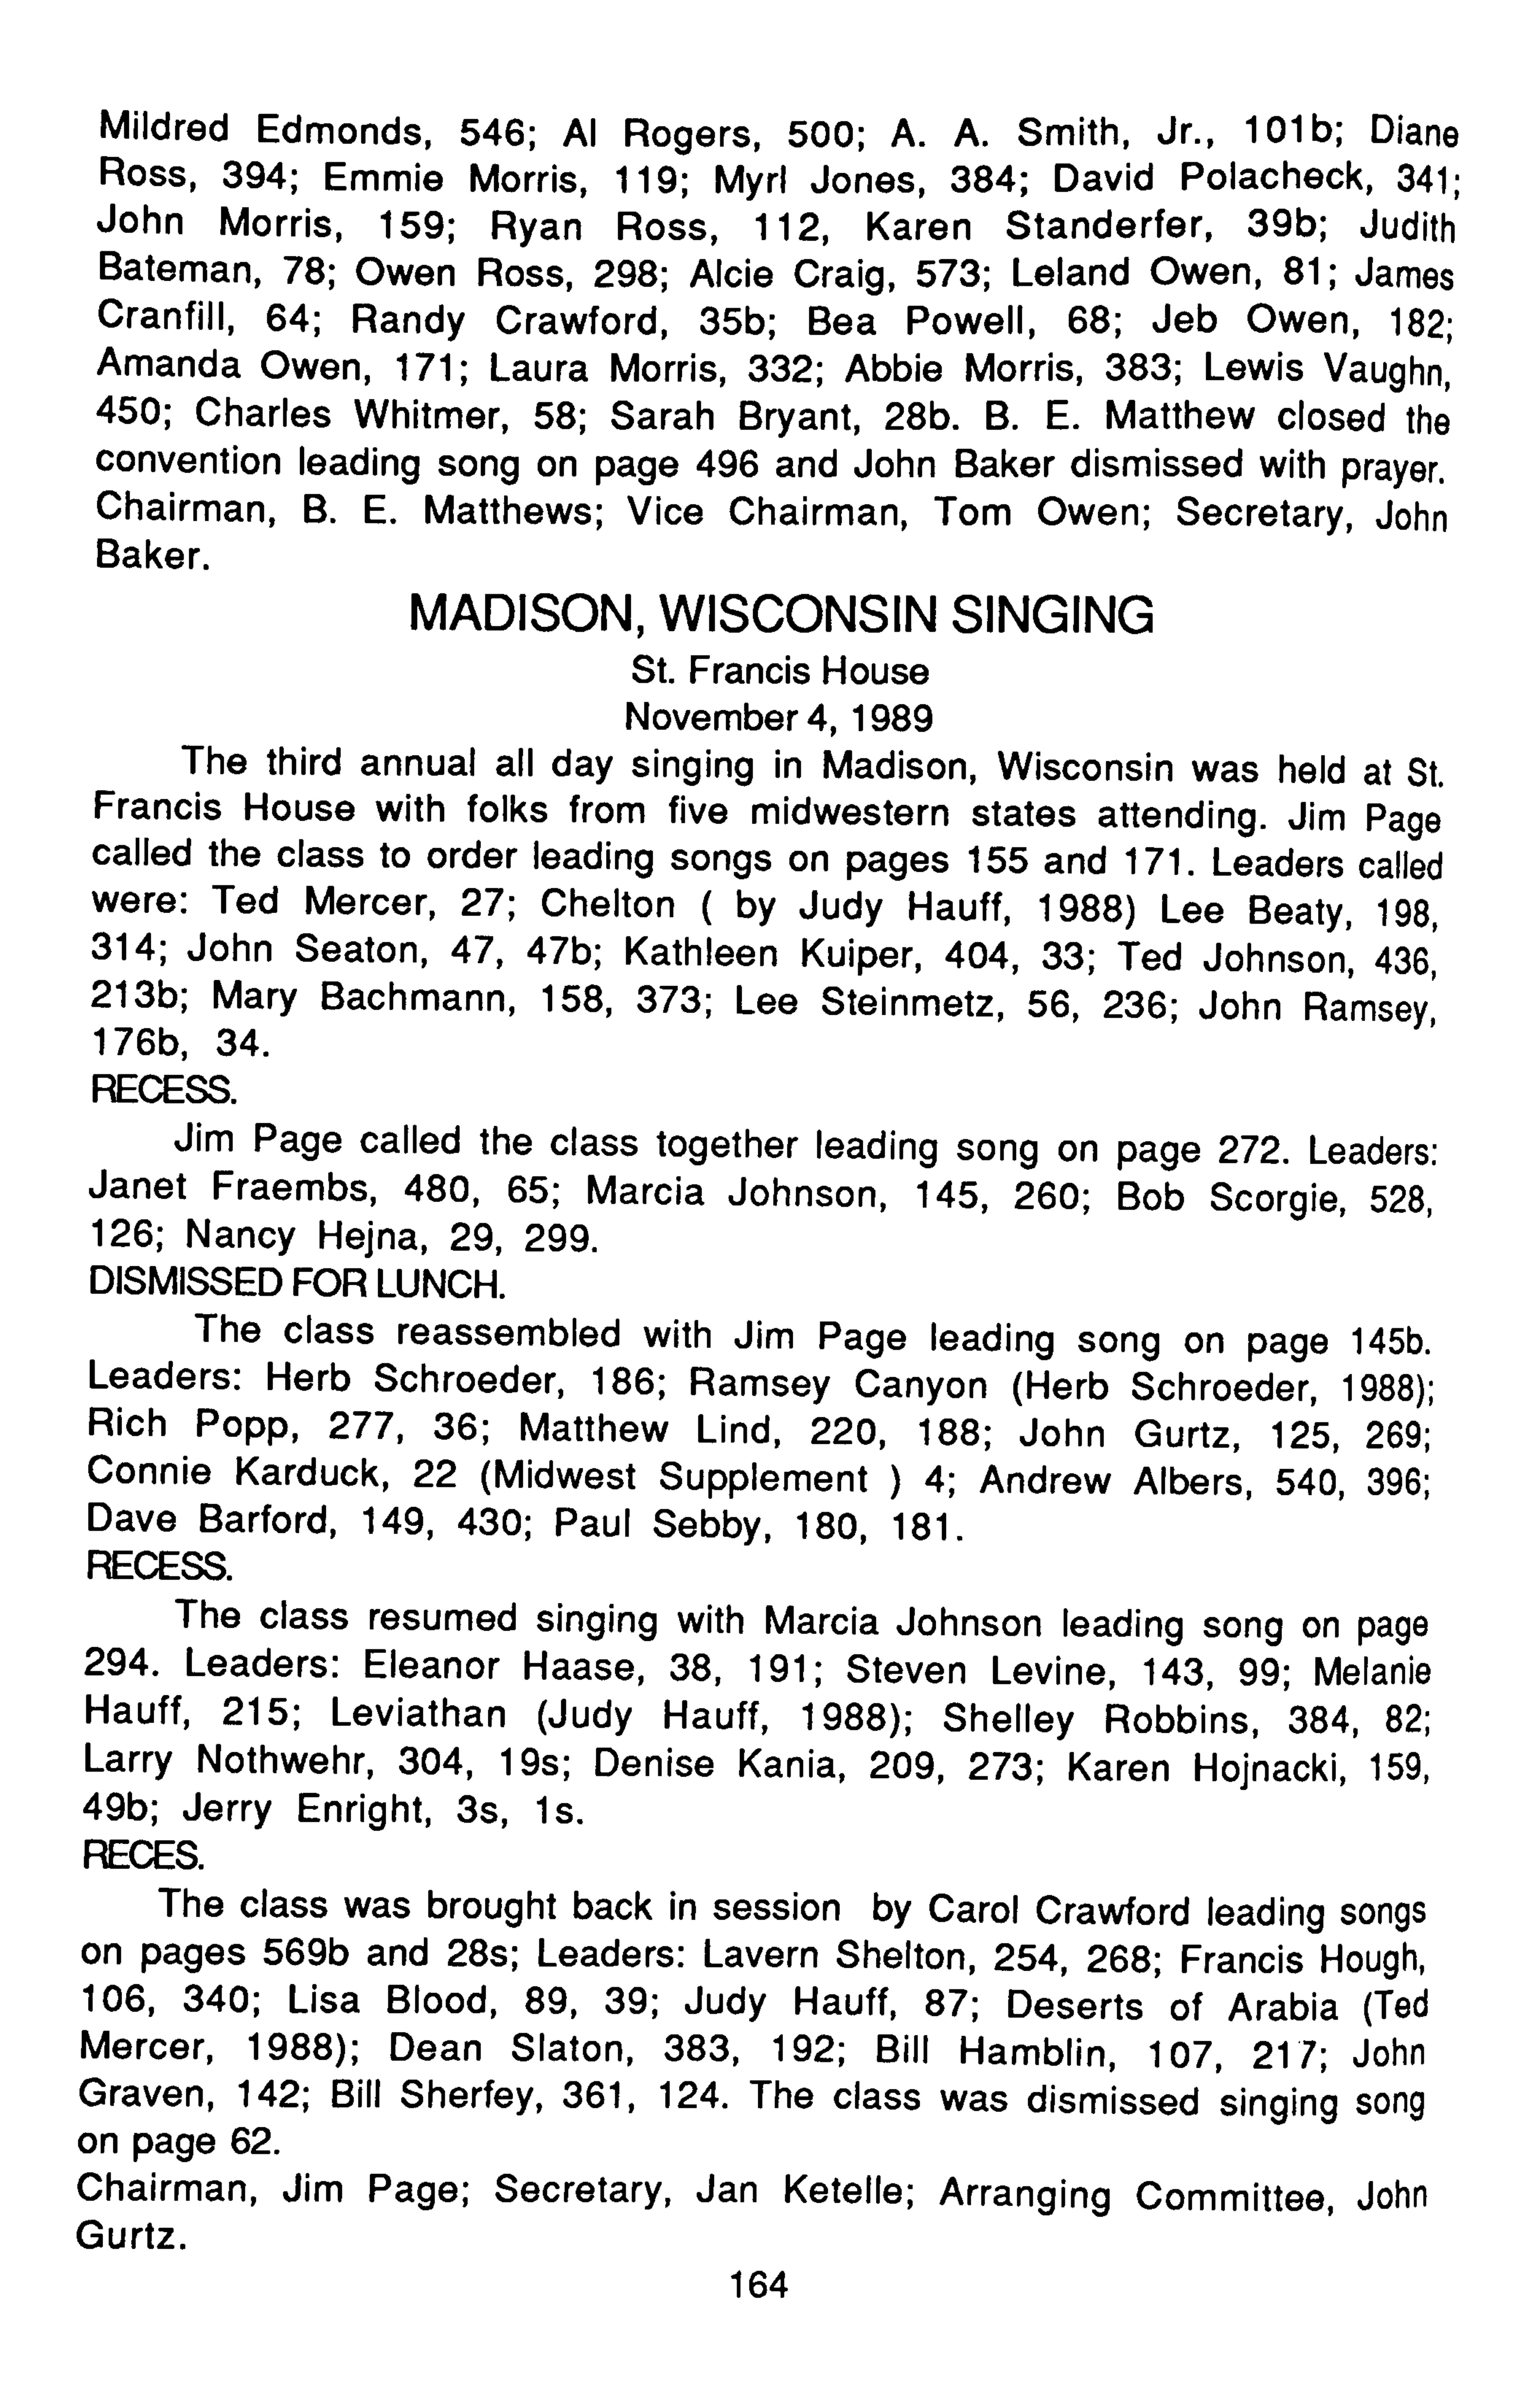 Mildred Edmonds, 546; Al Rogers, 500; A. A. Smith, Jr., 101b; Diane
Ross, 394; Emmie Morris, 119; Myrl Jones, 384; David Polacheck, 341;
John Morris, 159; Ryan Ross, 112, Karen Standerfer, 39b; Judith
Bateman, 78; Owen Ross, 298; Alcie Craig, 573; Leland Owen, 81; James
Cranfill, 64; Randy Crawford, 35b; Bea Powell, 68; Jeb Owen, 182;
Amanda Owen, 171; Laura Morris, 332; Abbie Morris, 383; Lewis Vaughn,
450; Charles Whitmer, 58; Sarah Bryant, 28b. B. E. Matthew closed the
convention leading song on page 496 and John Baker dismissed with prayer.
Chairman, B. E. Matthews; Vice Chairman, Tom Owen; Secretary, John
Baker.
MADISON, WISCONSIN SINGING
St. Francis House
November 4, 1989
The third annual all day singing in Madison, Wisconsin was held at St.
Francis House with folks from five midwestern states attending. Jim Page
called the class to order leading songs on pages 155 and 171. Leaders called
were: Ted Mercer, 27; Chelton ( by Judy Hauff, 1988) Lee Beaty, 198,
314; John Seaton, 47, 47b; Kathleen Kuiper, 404, 33; Ted Johnson, 436,
213b; Mary Bachmann, 158, 373; Lee Steinmetz, 56, 236; John Ramsey,
176b, 34.
RECESS.
Jim Page called the class together leading song on page 272. Leaders:
Janet Fraembs, 480, 65; Marcia Johnson, 145, 260; Bob Scorgie, 528,
126; Nancy Hejna, 29, 299.
DISMISSED FOR LUNCH.
The class reassembled with Jim Page leading song on page 145b.
Leaders: Herb Schroeder, 186; Ramsey Canyon (Herb Schroeder, 1988);
Rich Popp, 277, 36; Matthew Lind, 220, 188; John Gurtz, 125, 269;
Connie Karduck, 22 (Midwest Supplement ) 4; Andrew Albers, 540, 396;
Dave Barford, 149, 430; Paul Sebby, 180, 181.
RECESS.
The class resumed singing with Marcia Johnson leading song on page
294. Leaders: Eleanor Haase, 38, 191; Steven Levine, 143, 99; Melanie
Hauff, 215; Leviathan (Judy Hauff, 1988); Shelley Robbins, 384, 82;
Larry Nothwehr, 304, 19s; Denise Kania, 209, 273; Karen Hojnacki, 159,
49b; Jerry Enright, 3s, 1s.
RECES.
The class was brought back in session by Carol Crawford leading songs
on pages 569b and 28s; Leaders: Lavern Shelton, 254, 268; Francis Hough,
106, 340; Lisa Blood, 89, 39; Judy Hauff, 87; Deserts of Arabia (Ted
Mercer, 1988); Dean Slaton, 383, 192; Bill Hamblin, 107, 217; John
Graven, 142; Bill Sherfey, 361, 124. The class was dismissed singing song
on page 62.
Chairman, Jim Page; Secretary, Jan Ketelle; Arranging Committee, John
Gurtz.
164